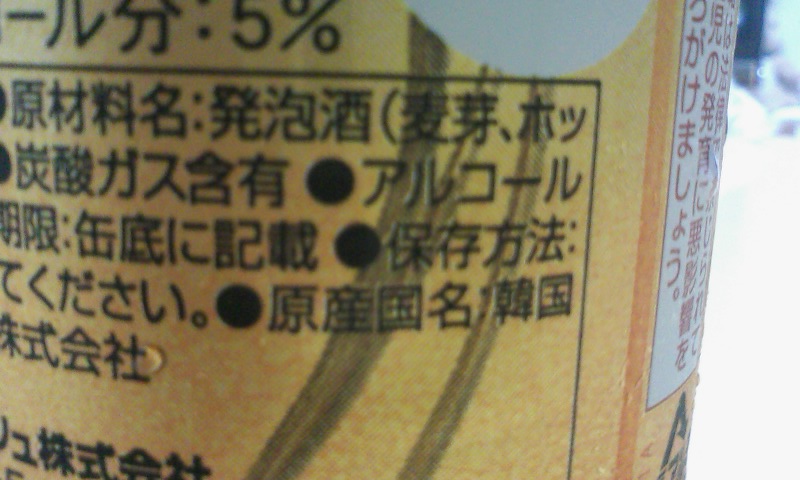 ール分:5%
●原材料名:発泡酒(麦芽、ホッ
●炭酸ガス含有 ●アルコール
期限:缶底に記載 ●保存方法:
てください。●原産国名:韓国
株式会社
リュ株式会社
児の発育に悪影響を
がけましょう。